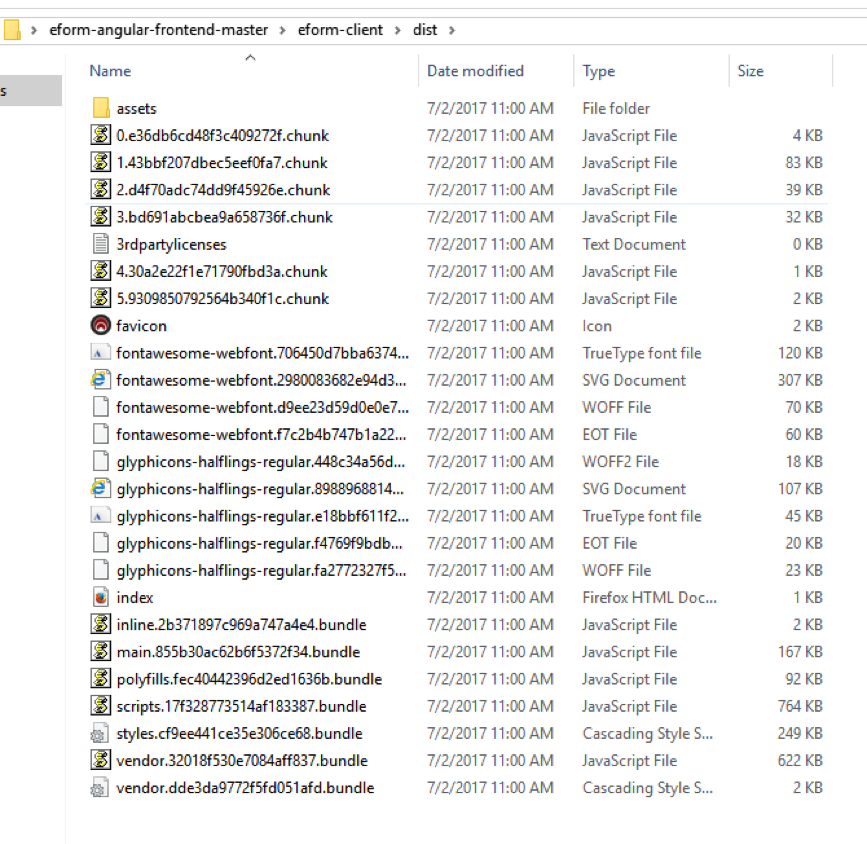 eform-angular-frontend-master > eform-client > dist >
Name Date modified Type Size
s
assets 7/2/2017 11:00 AM File folder
0.e36db6cd48f3c409272f.chunk 7/2/2017 11:00 AM JavaScript File 4 KB
1.43bbf207dbec5eef0fa7.chunk 7/2/2017 11:00 AM JavaScript File 83 KB
2.d4f70adc74dd9f45926e.chunk 7/2/2017 11:00 AM JavaScript File 39 KB
3.bd691abcbea9a658736f.chunk 7/2/2017 11:00 AM JavaScript File 32 KB
3rdpartylicenses 7/2/2017 11:00 AM Text Document 0 KB
4.30a2e22f1e71790fbd3a.chunk 7/2/2017 11:00 AM JavaScript File 1 KB
5.9309850792564b340f1c.chunk 7/2/2017 11:00 AM JavaScript File 2 KB
favicon 7/2/2017 11:00 AM Icon 2 KB
fontawesome-webfont.706450d7bba6374... 7/2/2017 11:00 AM TrueType font file 120 KB
fontawesome-webfont.2980083682e94d3... 7/2/2017 11:00 AM SVG Document 307 KB
fontawesome-webfont.d9ee23d59d0e0e7... 7/2/2017 11:00 AM WOFF File 70 KB
fontawesome-webfont.f7c2b4b747b1a22... 7/2/2017 11:00 AM EOT File 60 KB
glyphicons-halflings-regular.448c34a56d... 7/2/2017 11:00 AM WOFF2 File 18 KB
glyphicons-halflings-regular.8988968814... 7/2/2017 11:00 AM SVG Document 107 KB
glyphicons-halflings-regular.e18bbf611f2... 7/2/2017 11:00 AM TrueType font file 45 KB
glyphicons-halflings-regular.f4769f9bdb... 7/2/2017 11:00 AM EOT File 20 KB
glyphicons-halflings-regular.fa2772327f5... 7/2/2017 11:00 AM WOFF File 23 KB
index 7/2/2017 11:00 AM Firefox HTML Doc... 1 KB
inline.2b371897c969a747a4e4.bundle 7/2/2017 11:00 AM JavaScript File 2 KB
main.855b30ac62b6f5372f34.bundle 7/2/2017 11:00 AM JavaScript File 167 KB
polyfills.fec40442396d2ed1636b.bundle 7/2/2017 11:00 AM JavaScript File 92 KB
scripts.17f328773514af183387.bundle 7/2/2017 11:00 AM JavaScript File 764 KB
styles.cf9ee441ce35e306ce68.bundle 7/2/2017 11:00 AM Cascading Style S... 249 KB
vendor.32018f530e7084aff837.bundle 7/2/2017 11:00 AM JavaScript File 622 KB
vendor.dde3da9772f5fd051afd.bundle 7/2/2017 11:00 AM Cascading Style S... 2 KB